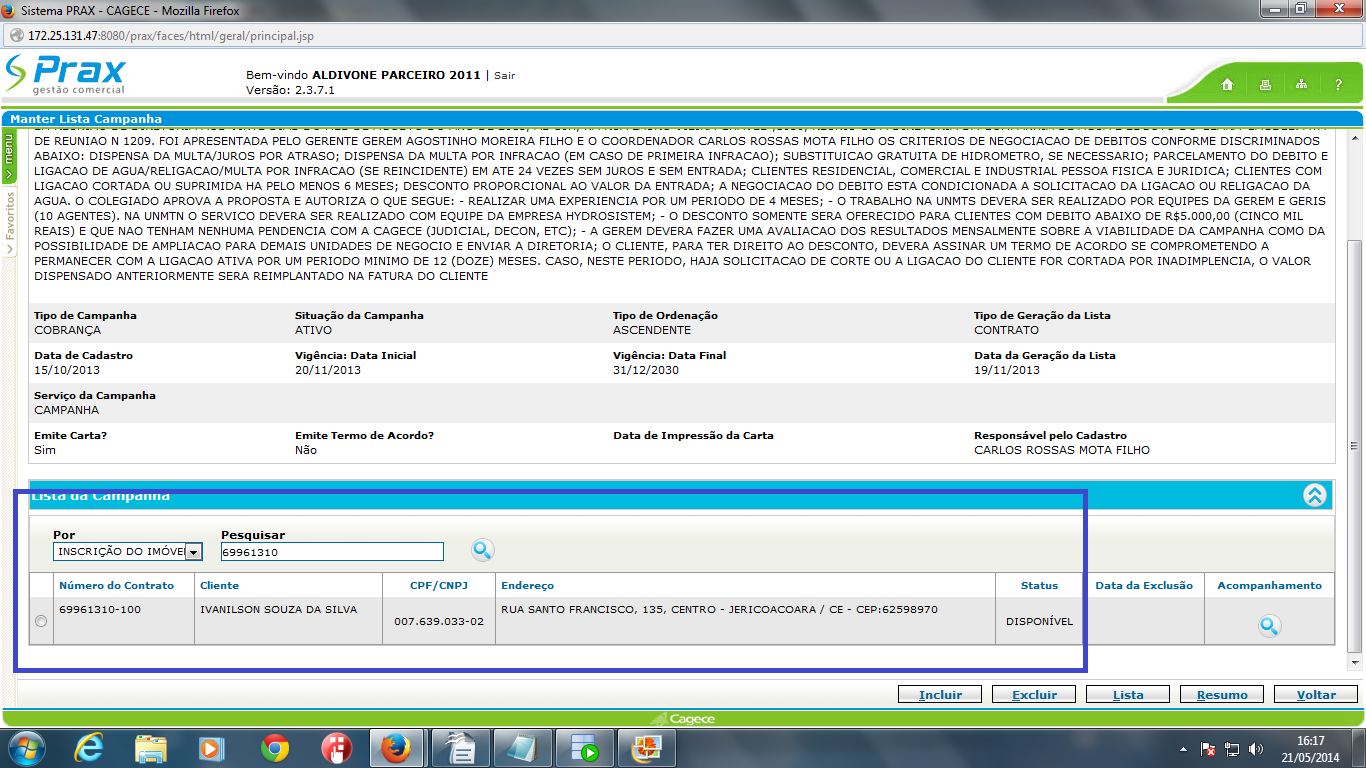 Sistema PRAX - CAGECE - Mozilla Firefox
172.25.131.47:8080/prax/faces/html/geral/principal.jsp
Prax
gestão comercial
Bem-vindo ALDIVONE PARCEIRO 2011 | Sair
Versão: 2.3.7.1
?
Manter Lista Campanha
menu
Favoritos
DE REUNIAO N 1209. FOI APRESENTADA PELO GERENTE GEREM AGOSTINHO MOREIRA FILHO E O COORDENADOR CARLOS ROSSAS MOTA FILHO OS CRITERIOS DE NEGOCIACAO DE DEBITOS CONFORME DISCRIMINADOS
ABAIXO: DISPENSA DA MULTA/JUROS POR ATRASO; DISPENSA DA MULTA POR INFRACAO (EM CASO DE PRIMEIRA INFRACAO); SUBSTITUICAO GRATUITA DE HIDROMETRO, SE NECESSARIO; PARCELAMENTO DO DEBITO E
LIGACAO DE AGUA/RELIGACAO/MULTA POR INFRACAO (SE REINCIDENTE) EM ATE 24 VEZES SEM JUROS E SEM ENTRADA; CLIENTES RESIDENCIAL, COMERCIAL E INDUSTRIAL PESSOA FISICA E JURIDICA; CLIENTES COM
LIGACAO CORTADA OU SUPRIMIDA HA PELO MENOS 6 MESES; DESCONTO PROPORCIONAL AO VALOR DA ENTRADA; A NEGOCIACAO DO DEBITO ESTA CONDICIONADA A SOLICITACAO DA LIGACAO OU RELIGACAO DA
AGUA. O COLEGIADO APROVA A PROPOSTA E AUTORIZA O QUE SEGUE: - REALIZAR UMA EXPERIENCIA POR UM PERIODO DE 4 MESES; - O TRABALHO NA UNMTS DEVERA SER REALIZADO POR EQUIPES DA GEREM E GERIS
(10 AGENTES). NA UNMTN O SERVICO DEVERA SER REALIZADO COM EQUIPE DA EMPRESA HYDROSISTEM; - O DESCONTO SOMENTE SERA OFERECIDO PARA CLIENTES COM DEBITO ABAIXO DE R$5.000,00 (CINCO MIL
REAIS) E QUE NAO TENHAM NENHUMA PENDENCIA COM A CAGECE (JUDICIAL, DECON, ETC); - A GEREM DEVERA FAZER UMA AVALIACAO DOS RESULTADOS MENSALMENTE SOBRE A VIABILIDADE DA CAMPANHA COMO DA
POSSIBILIDADE DE AMPLIACAO PARA DEMAIS UNIDADES DE NEGOCIO E ENVIAR A DIRETORIA; O CLIENTE, PARA TER DIREITO AO DESCONTO, DEVERA ASSINAR UM TERMO DE ACORDO SE COMPROMETENDO A
PERMANECER COM A LIGACAO ATIVA POR UM PERIODO MINIMO DE 12 (DOZE) MESES. CASO, NESTE PERIODO, HAJA SOLICITACAO DE CORTE OU A LIGACAO DO CLIENTE FOR CORTADA POR INADIMPLENCIA, O VALOR
DISPENSADO ANTERIORMENTE SERA REIMPLANTADO NA FATURA DO CLIENTE
Tipo de Campanha Situação da Campanha Tipo de Ordenação Tipo de Geração da Lista
COBRANÇA ATIVO ASCENDENTE CONTRATO
Data de Cadastro Vigência: Data Inicial Vigência: Data Final Data da Geração da Lista
15/10/2013 20/11/2013 31/12/2030 19/11/2013
Serviço da Campanha
CAMPANHA
Emite Carta? Emite Termo de Acordo? Data de Impressão da Carta Responsável pelo Cadastro
Sim Não CARLOS ROSSAS MOTA FILHO
Lista da Campanha
Por Pesquisar
INSCRIÇÃO DO IMÓVE 69961310
Número do Contrato Cliente CPF/CNPJ Endereço Status Data da Exclusão Acompanhamento
69961310-100 IVANILSON SOUZA DA SILVA 007.639.033-02 RUA SANTO FRANCISCO, 135, CENTRO - JERICOACOARA / CE - CEP:62598970 DISPONÍVEL
Incluir Excluir Lista Resumo Voltar
Cagece
16:17
21/05/2014